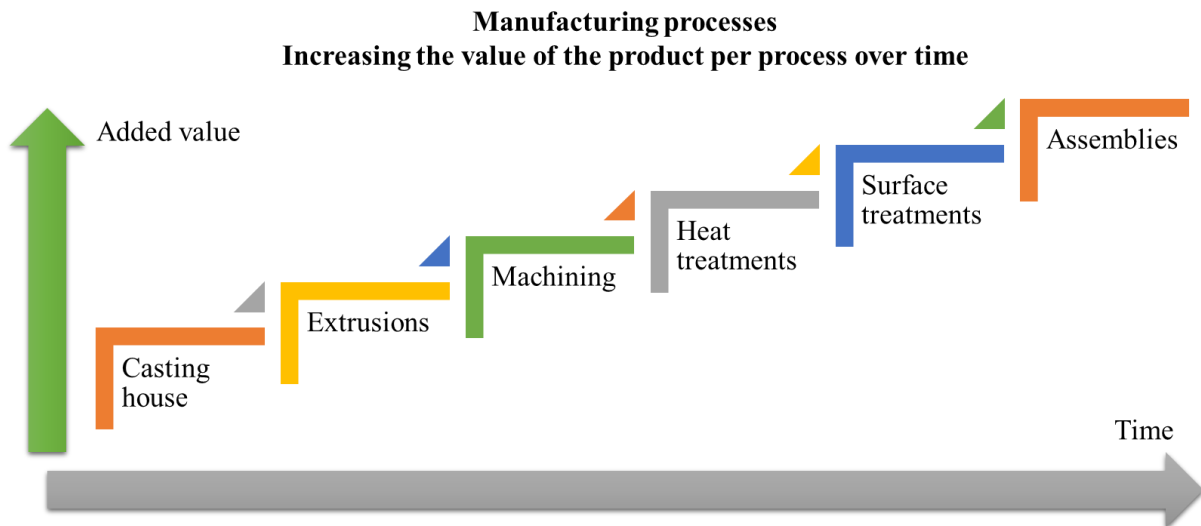 Manufacturing processes
Increasing the value of the product per process over time
Added value
Assemblies
Surface
treatments
Heat
treatments
Machining
Extrusions
Casting
house
Time